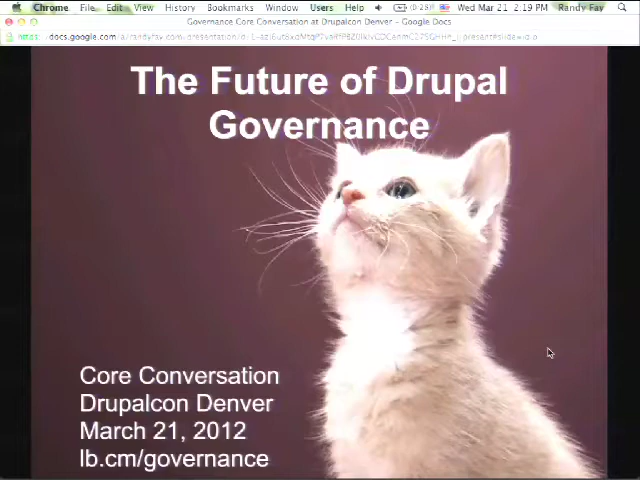 Chrome File Edit View History Bookmarks Window Users Help (0:28) Wed Mar 21 2:19 PM Randy Fay
Governance Core Conversation at Drupalcon Denver – Google Docs
The Future of Drupal
Governance
Core Conversation
Drupalcon Denver
March 21, 2012
lb.cm/governance